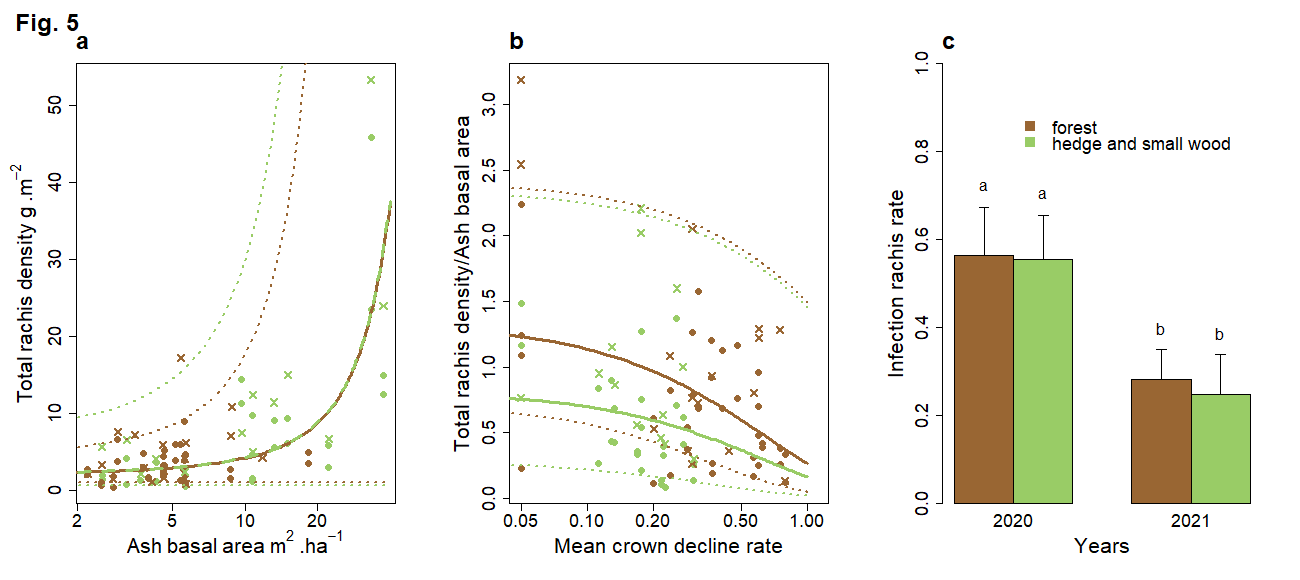 Fig. 5
a
b
c
Total rachis density g .m−2
50
40
30
20
10
0
2
5
10
20
Ash basal area m2 .ha−1
Total rachis density/Ash basal area
3.0
2.5
2.0
1.5
1.0
0.5
0.0
0.05
0.10
0.20
0.50
1.00
Mean crown decline rate
Infection rachis rate
1.0
0.8
0.6
0.4
0.2
0.0
forest
hedge and small wood
a
a
b
b
2020
2021
Years